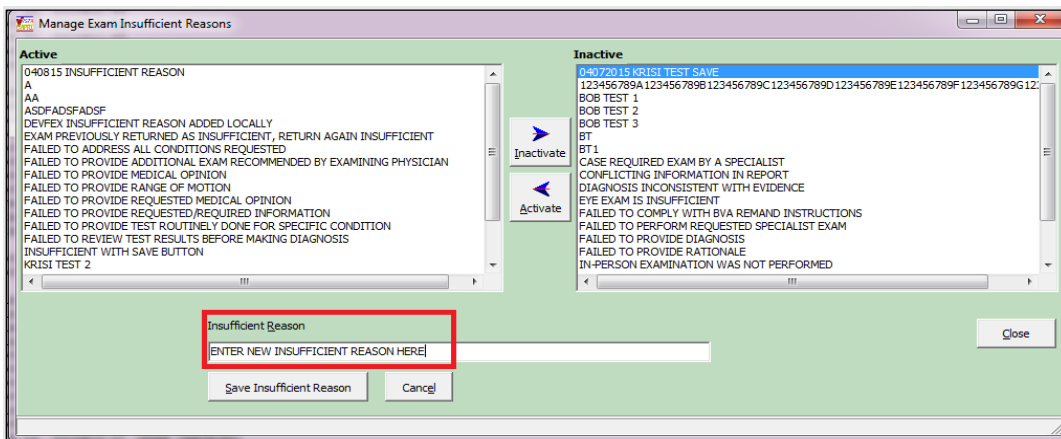 Manage Exam Insufficient Reasons
Active
040815 INSUFFICIENT REASON
A
AA
ASDFADSFADSF
DEVFEX INSUFFICIENT REASON ADDED LOCALLY
EXAM PREVIOUSLY RETURNED AS INSUFFICIENT, RETURN AGAIN INSUFFICIENT
FAILED TO ADDRESS ALL CONDITIONS REQUESTED
FAILED TO PROVIDE ADDITIONAL EXAM RECOMMENDED BY EXAMINING PHYSICIAN
FAILED TO PROVIDE MEDICAL OPINION
FAILED TO PROVIDE RANGE OF MOTION
FAILED TO PROVIDE REQUESTED MEDICAL OPINION
FAILED TO PROVIDE REQUESTED/REQUIRED INFORMATION
FAILED TO PROVIDE TEST ROUTINELY DONE FOR SPECIFIC CONDITION
FAILED TO REVIEW TEST RESULTS BEFORE MAKING DIAGNOSIS
INSUFFICIENT WITH SAVE BUTTON
KRISI TEST 2
Inactivate
Activate
Inactive
04072015 KRISI TEST SAVE
123456789A123456789B123456789C123456789D123456789E123456789F123456789G12
BOB TEST 1
BOB TEST 2
BOB TEST 3
BT
BT1
CASE REQUIRED EXAM BY A SPECIALIST
CONFLICTING INFORMATION IN REPORT
DIAGNOSIS INCONSISTENT WITH EVIDENCE
EYE EXAM IS INSUFFICIENT
FAILED TO COMPLY WITH BVA REMAND INSTRUCTIONS
FAILED TO PERFORM REQUESTED SPECIALIST EXAM
FAILED TO PROVIDE DIAGNOSIS
FAILED TO PROVIDE RATIONALE
IN-PERSON EXAMINATION WAS NOT PERFORMED
Insufficient Reason
ENTER NEW INSUFFICIENT REASON HERE
Save Insufficient Reason
Cancel
Close